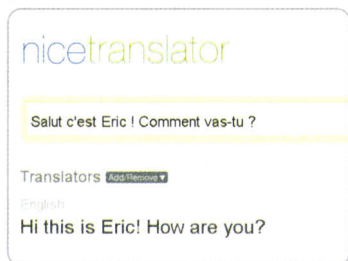 nicetranslator
Salut c'est Eric ! Comment vas-tu ?
Translators Add/Remove ▼
English
Hi this is Eric! How are you?